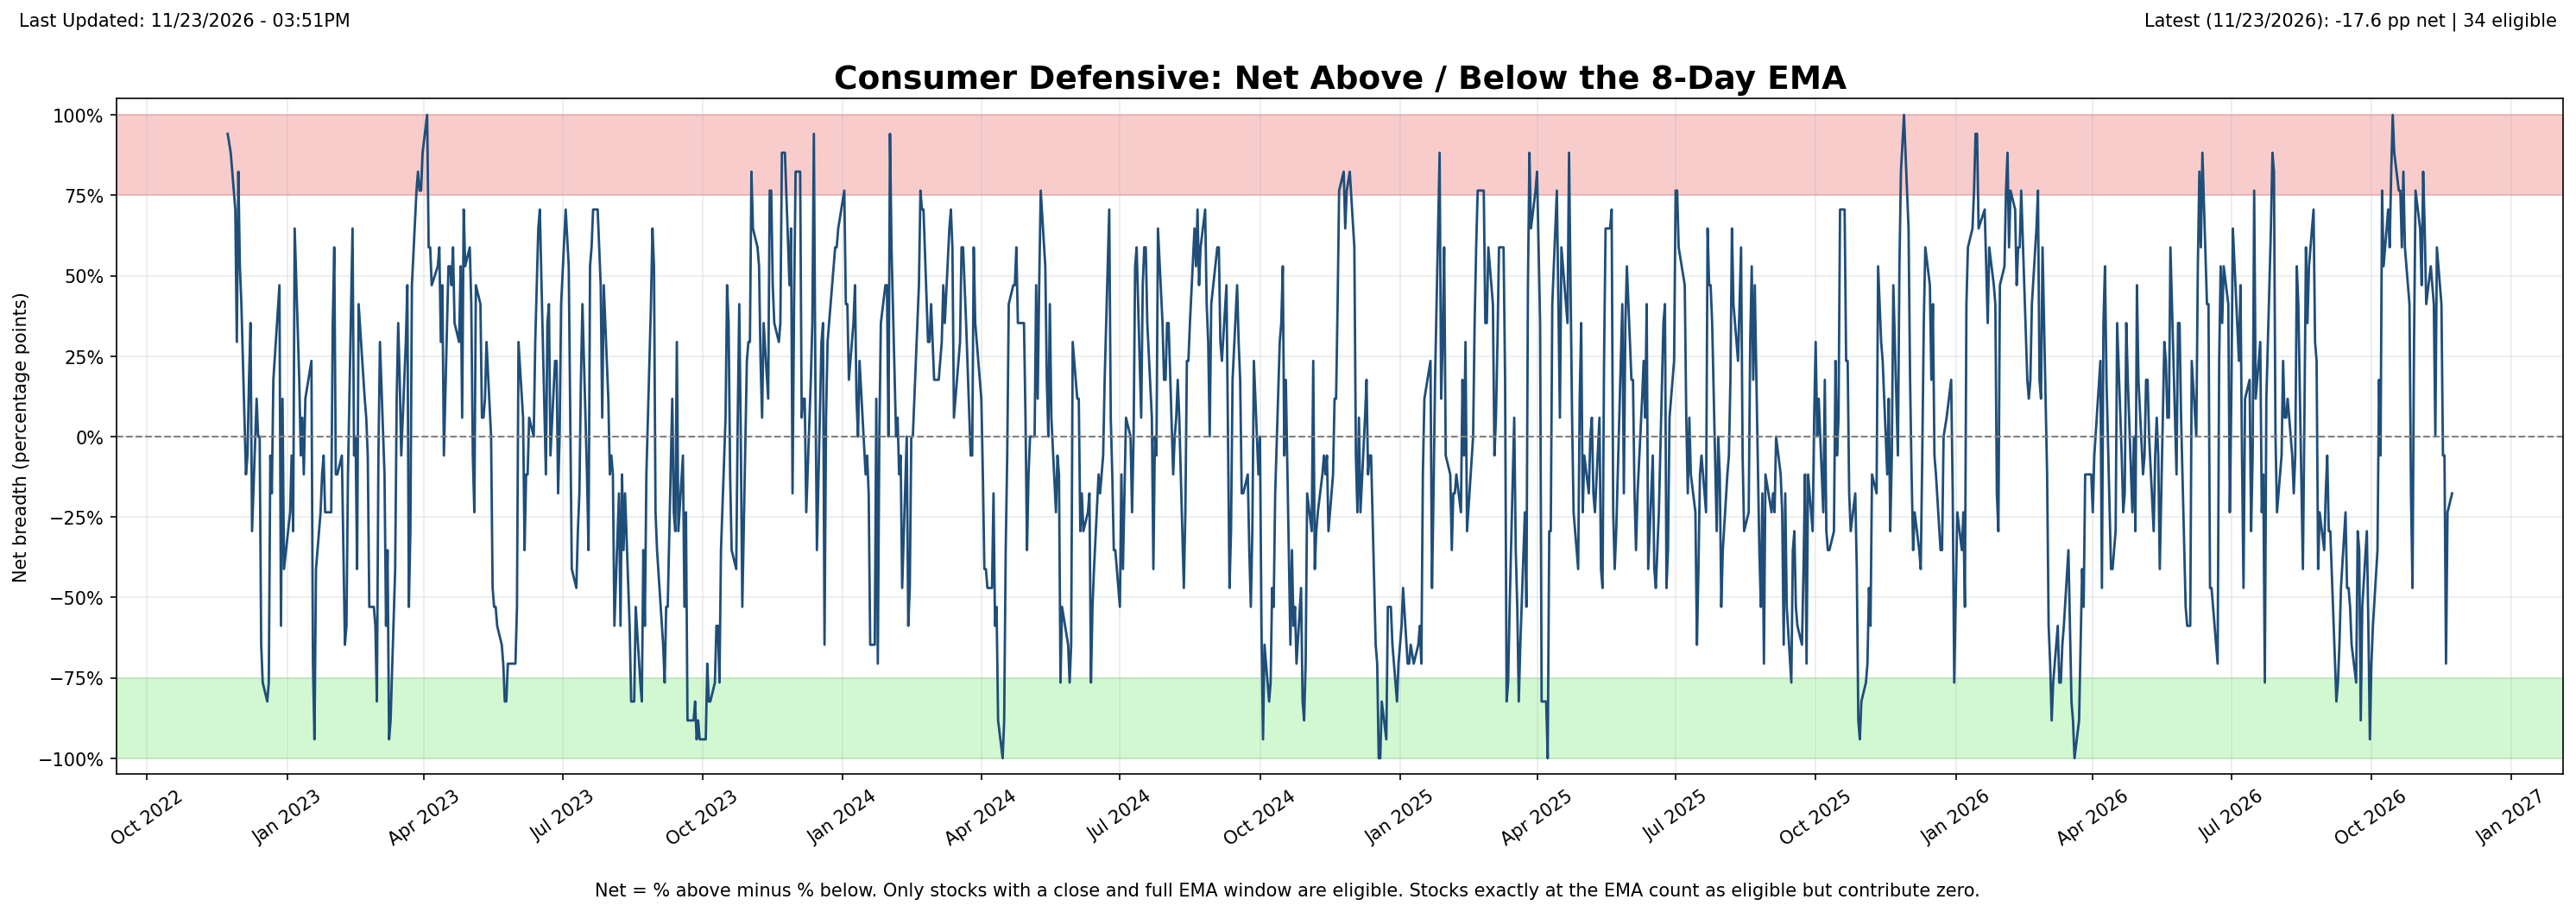 Last Updated: 11/23/2026 - 03:51PM
Latest (11/23/2026): -17.6 pp net | 34 eligible
Consumer Defensive: Net Above / Below the 8-Day EMA
Net breadth (percentage points)
100%
75%
50%
25%
0%
−25%
−50%
−75%
−100%
Oct 2022
Jan 2023
Apr 2023
Jul 2023
Oct 2023
Jan 2024
Apr 2024
Jul 2024
Oct 2024
Jan 2025
Apr 2025
Jul 2025
Oct 2025
Jan 2026
Apr 2026
Jul 2026
Oct 2026
Jan 2027
Net = % above minus % below. Only stocks with a close and full EMA window are eligible. Stocks exactly at the EMA count as eligible but contribute zero.